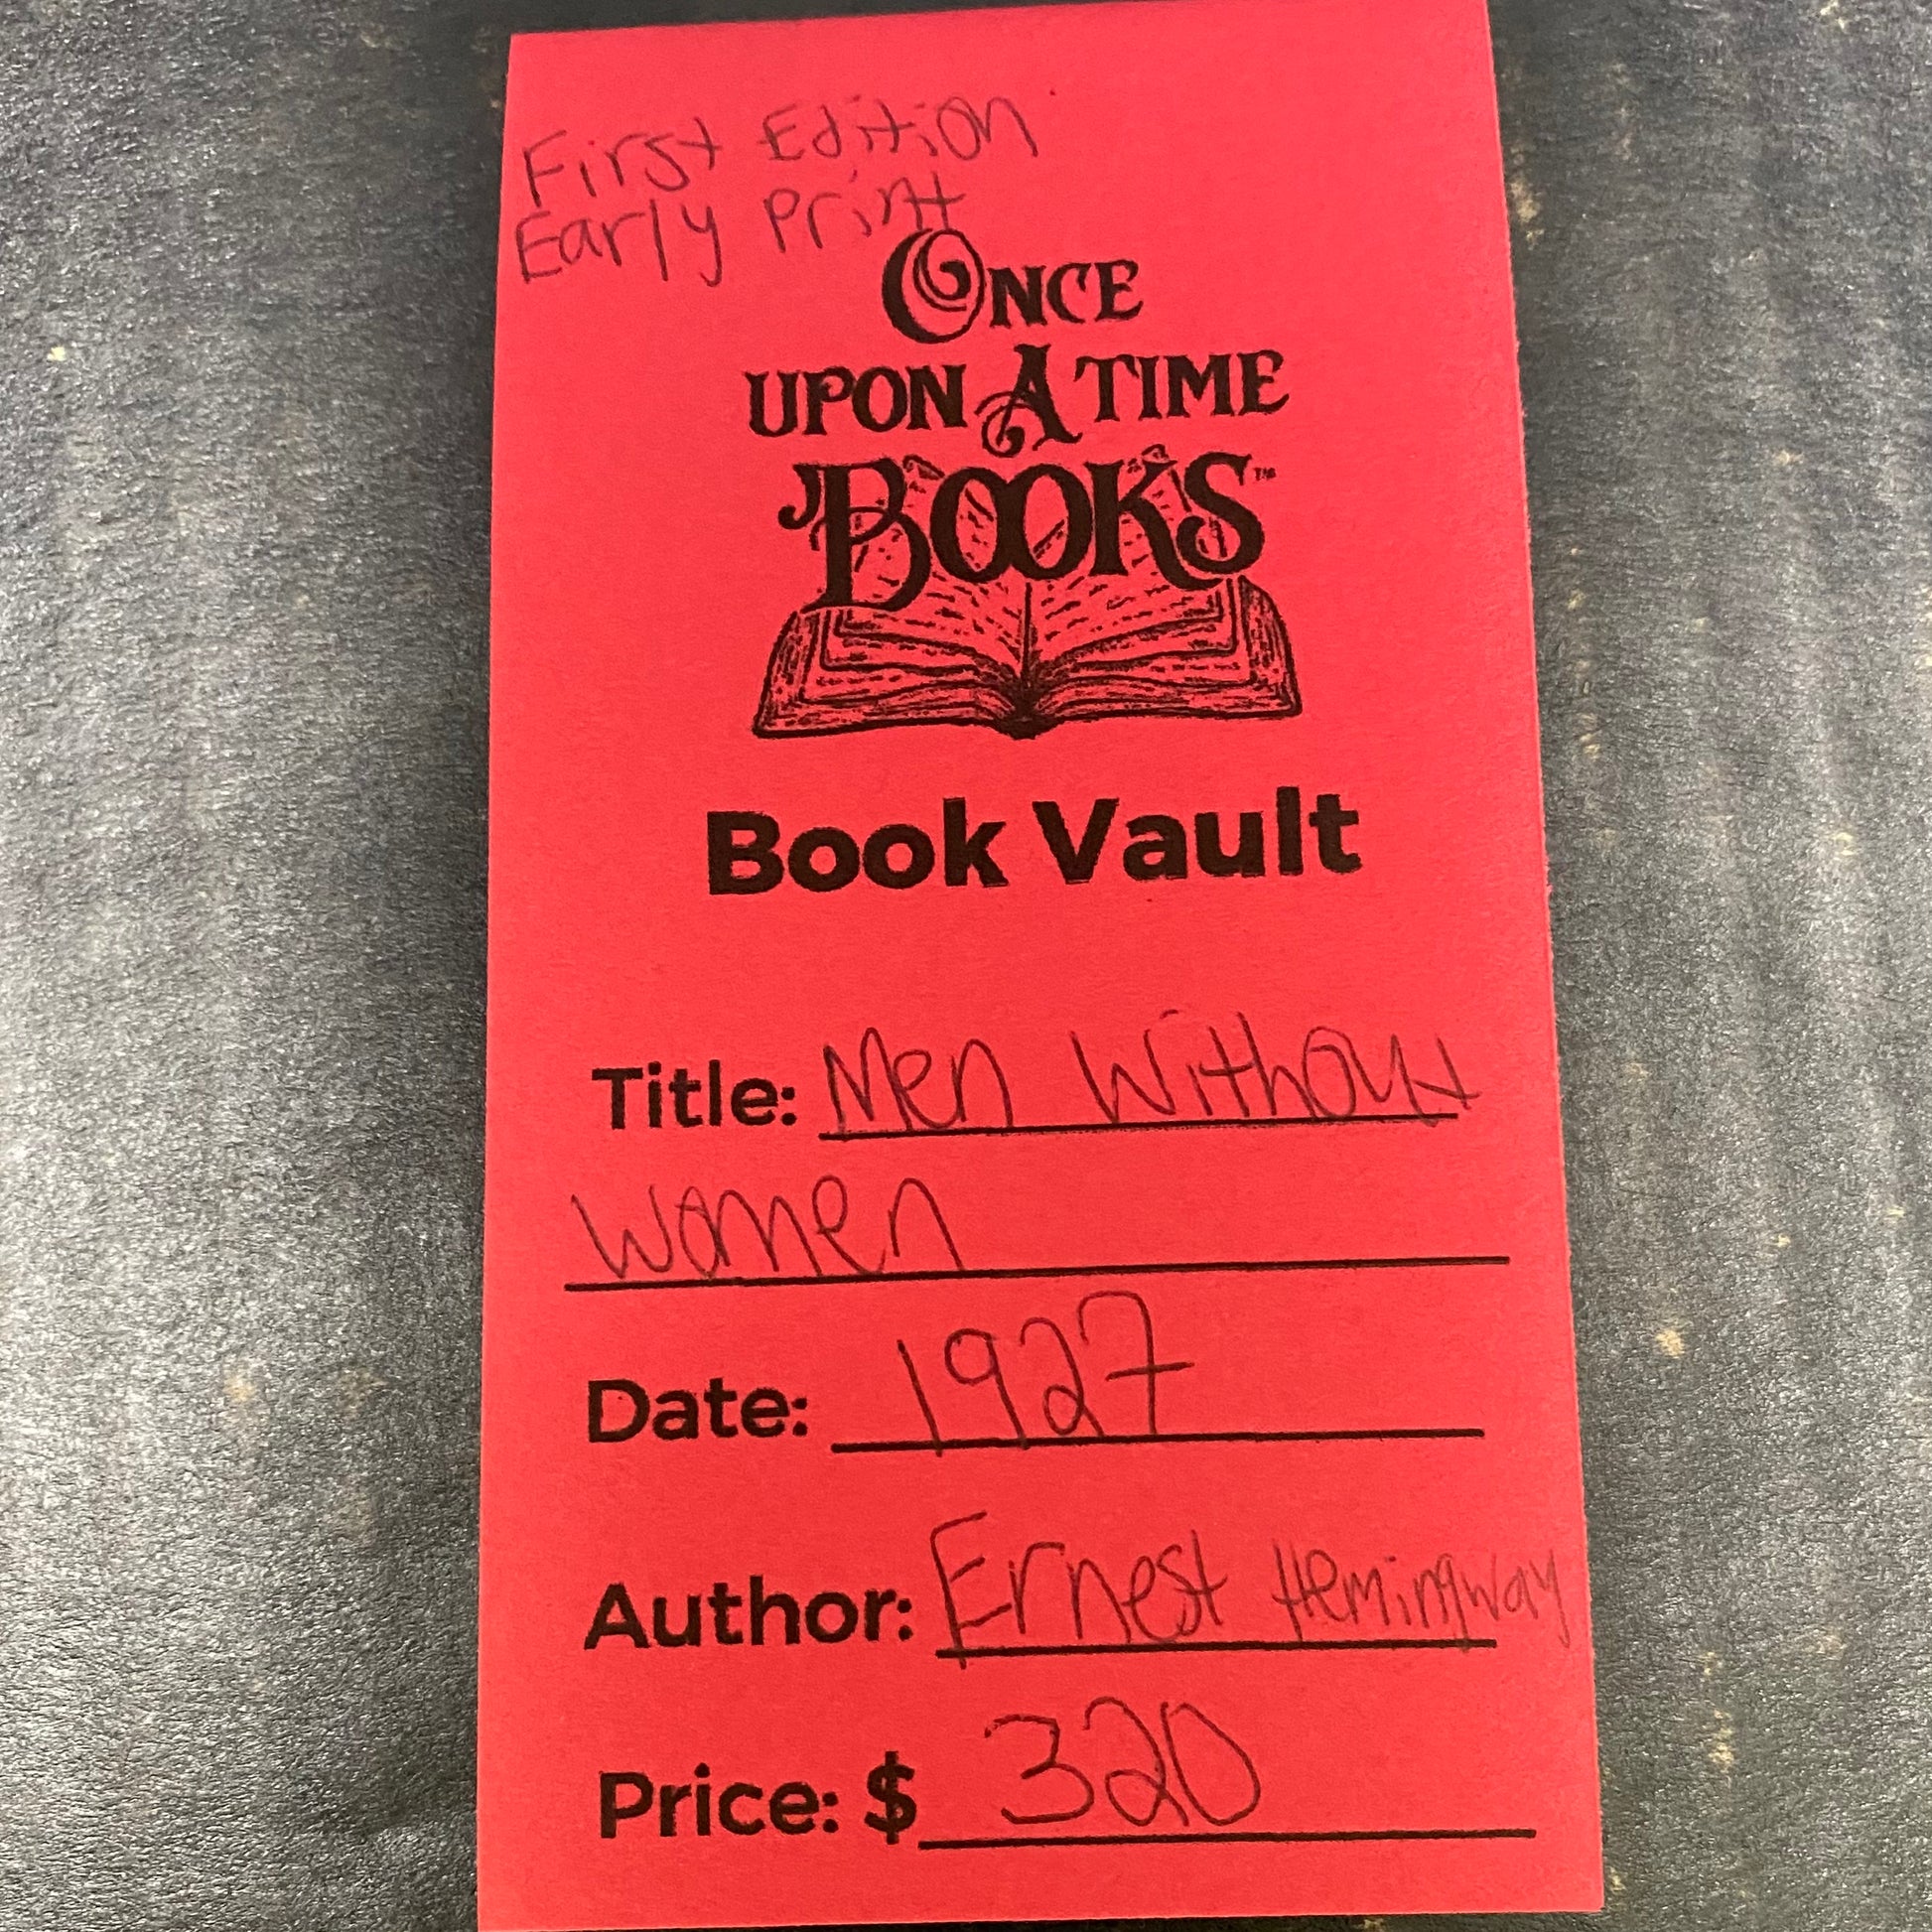 First Edition
Early Print
ONCE
UPON A TIME
BOOKS™
Book Vault
Title: Men Without
Women
Date: 1927
Author: Ernest Hemingway
Price: $ 320